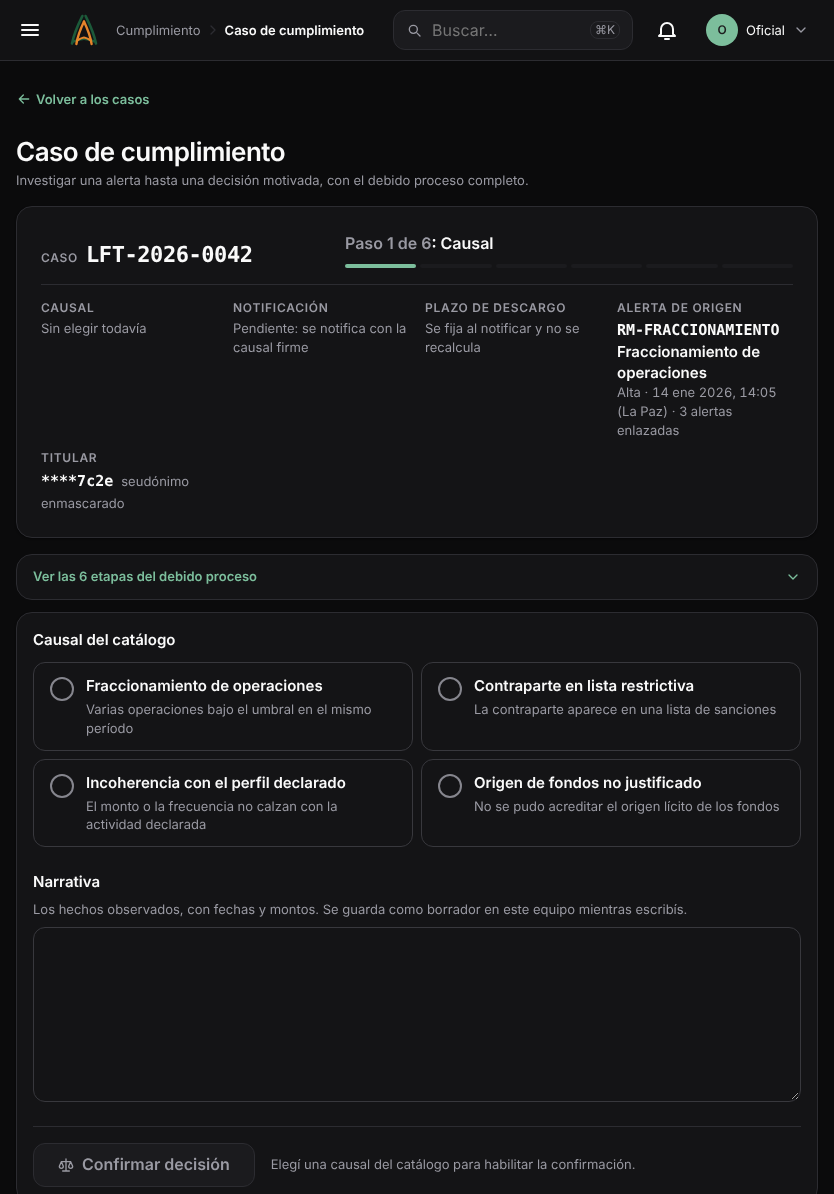 Cumplimiento > Caso de cumplimiento
Buscar...
⌘K
O
Oficial
← Volver a los casos
Caso de cumplimiento
Investigar una alerta hasta una decisión motivada, con el debido proceso completo.
CASO LFT-2026-0042
Paso 1 de 6: Causal
CAUSAL
Sin elegir todavía
NOTIFICACIÓN
Pendiente: se notifica con la
causal firme
PLAZO DE DESCARGO
Se fija al notificar y no se
recalcula
ALERTA DE ORIGEN
RM-FRACCIONAMIENTO
Fraccionamiento de
operaciones
Alta · 14 ene 2026, 14:05
(La Paz) · 3 alertas
enlazadas
TITULAR
****7c2e seudónimo
enmascarado
Ver las 6 etapas del debido proceso
Causal del catálogo
Fraccionamiento de operaciones
Varias operaciones bajo el umbral en el mismo
período
Contraparte en lista restrictiva
La contraparte aparece en una lista de sanciones
Incoherencia con el perfil declarado
El monto o la frecuencia no calzan con la
actividad declarada
Origen de fondos no justificado
No se pudo acreditar el origen lícito de los fondos
Narrativa
Los hechos observados, con fechas y montos. Se guarda como borrador en este equipo mientras escribís.
Confirmar decisión
Elegí una causal del catálogo para habilitar la confirmación.